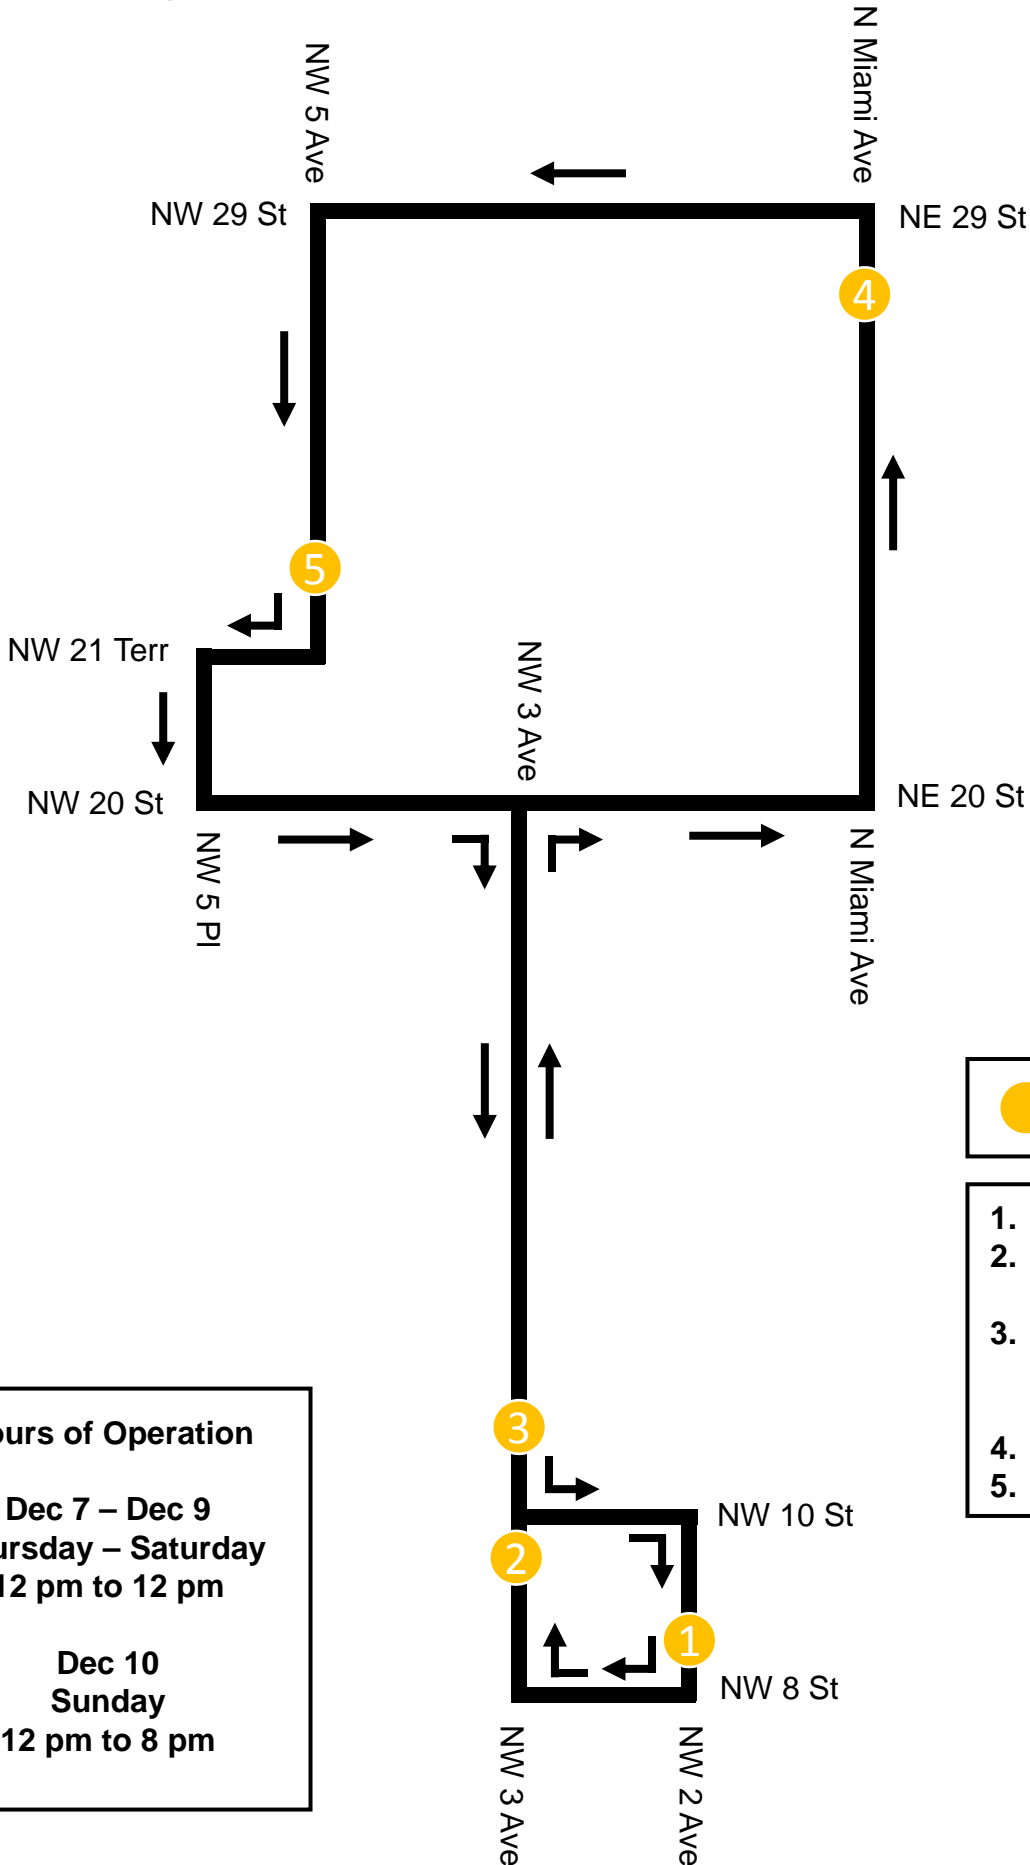 NW 5 Ave
N Miami Ave
NW 29 St
NE 29 St
4
5
NW 21 Terr
NW 3 Ave
NW 20 St
NE 20 St
NW 5 Pl
N Miami Ave
1.
2.
3.
4.
5.
3
NW 10 St
2
1
NW 8 St
NW 3 Ave
NW 2 Ave
urs of Operation
Dec 7 – Dec 9
ursday – Saturday
12 pm to 12 pm
Dec 10
Sunday
12 pm to 8 pm